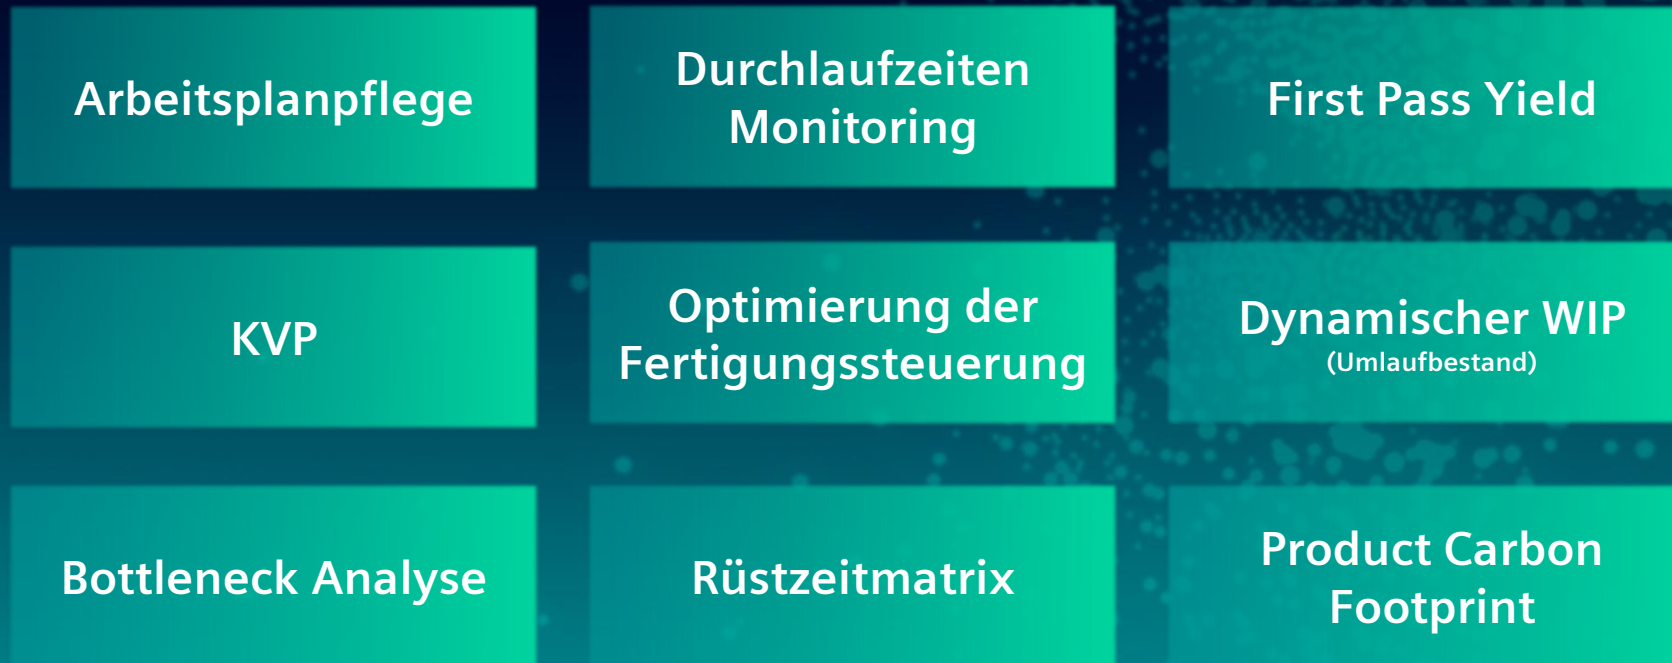 Arbeitsplanpflege
Durchlaufzeiten
Monitoring
First Pass Yield
KVP
Optimierung der
Fertigungssteuerung
Dynamischer WIP
(Umlaufbestand)
Bottleneck Analyse
Rüstzeitmatrix
Product Carbon
Footprint